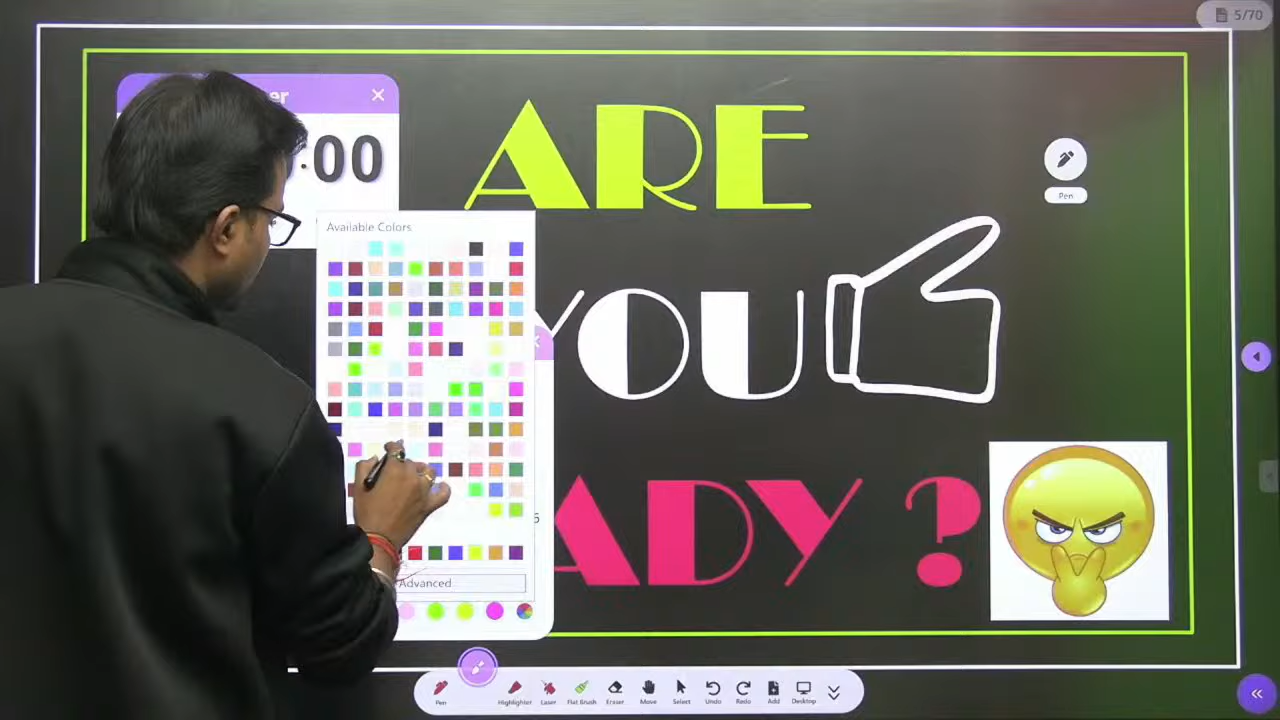 5/70
ARE
:00
Pen
Available Colors
YOU
ADY ?
Advanced
Pen
Highlighter
Laser
Flat Brush
Eraser
Move
Select
Undo
Redo
Add
Desktop